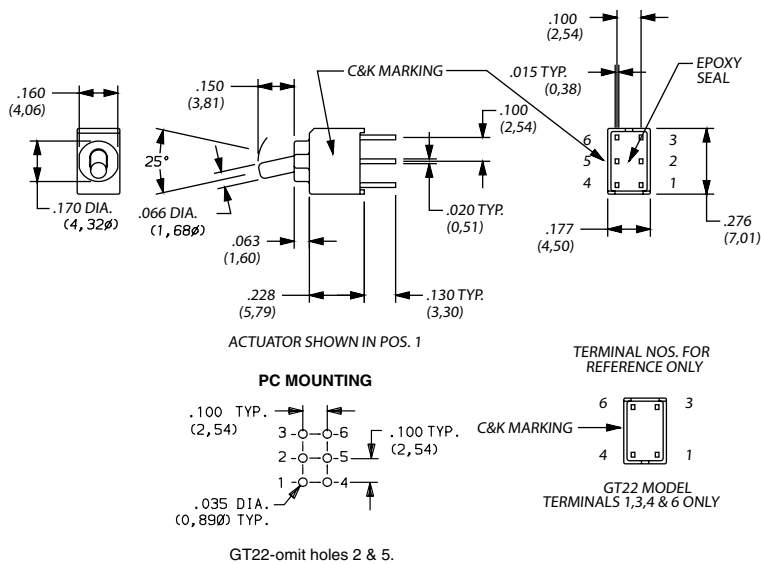 .100
(2,54)
.160
(4,06)
.150
(3,81)
C&K MARKING
.015 TYP.
(0,38)
EPOXY
SEAL
.100
(2,54)
25°
6
3
5
2
4
1
.170 DIA.
(4,32ø)
.066 DIA.
(1,68ø)
.020 TYP.
(0,51)
.063
(1,60)
.177
(4,50)
.276
(7,01)
.228
(5,79)
.130 TYP.
(3,30)
ACTUATOR SHOWN IN POS. 1
TERMINAL NOS. FOR
REFERENCE ONLY
PC MOUNTING
.100 TYP.
(2,54)
3
6
.100 TYP.
(2,54)
2
5
1
4
.035 DIA.
(0,89Ø) TYP.
C&K MARKING
6
3
4
1
GT22 MODEL
TERMINALS 1,3,4 & 6 ONLY
GT22-omit holes 2 & 5.